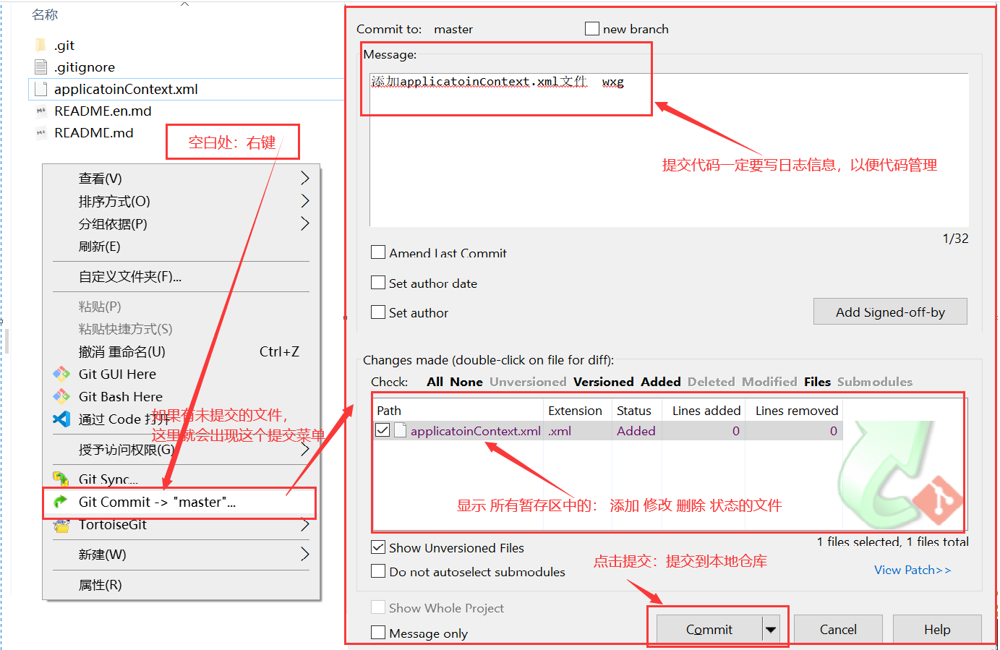 名称
.git
.gitignore
applicatoinContext.xml
README.en.md
README.md
空白处：右键
查看(V)
排序方式(O)
分组依据(P)
刷新(E)
自定义文件夹(F)...
粘贴(P)
粘贴快捷方式(S)
撤消 重命名(U) Ctrl+Z
Git GUI Here
Git Bash Here
通过 Code 打开
如果有未提交的文件，
这里就会出现这个提交菜单
授予访问权限(G)
Git Sync...
Git Commit -> "master"...
TortoiseGit
新建(W)
属性(R)
Commit to: master new branch
Message:
添加applicatoinContext.xml文件 wxg
提交代码一定要写日志信息，以便代码管理
1/32
Amend Last Commit
Set author date
Set author
Add Signed-off-by
Changes made (double-click on file for diff):
Check: All None Unversioned Versioned Added Deleted Modified Files Submodules
Path Extension Status Lines added Lines removed
applicatoinContext.xml .xml Added 0 0
显示 所有暂存区中的： 添加 修改 删除 状态的文件
Show Unversioned Files
1 files selected, 1 files total
Do not autoselect submodules
点击提交：提交到本地仓库
View Patch>>
Show Whole Project
Message only
Commit Cancel Help